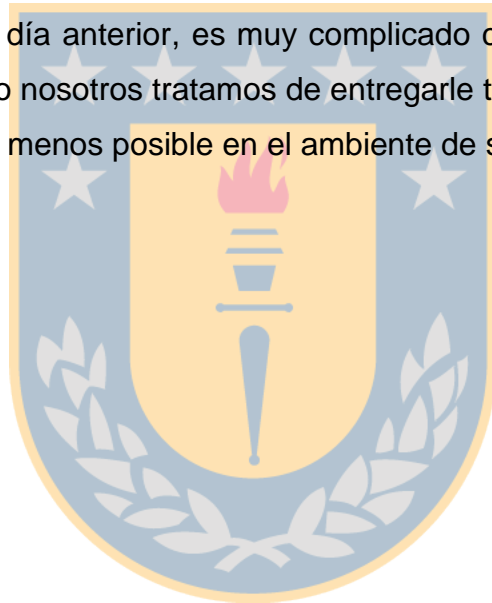 día anterior, es muy complicado
nosotros tratamos de entregarle
menos posible en el ambiente de